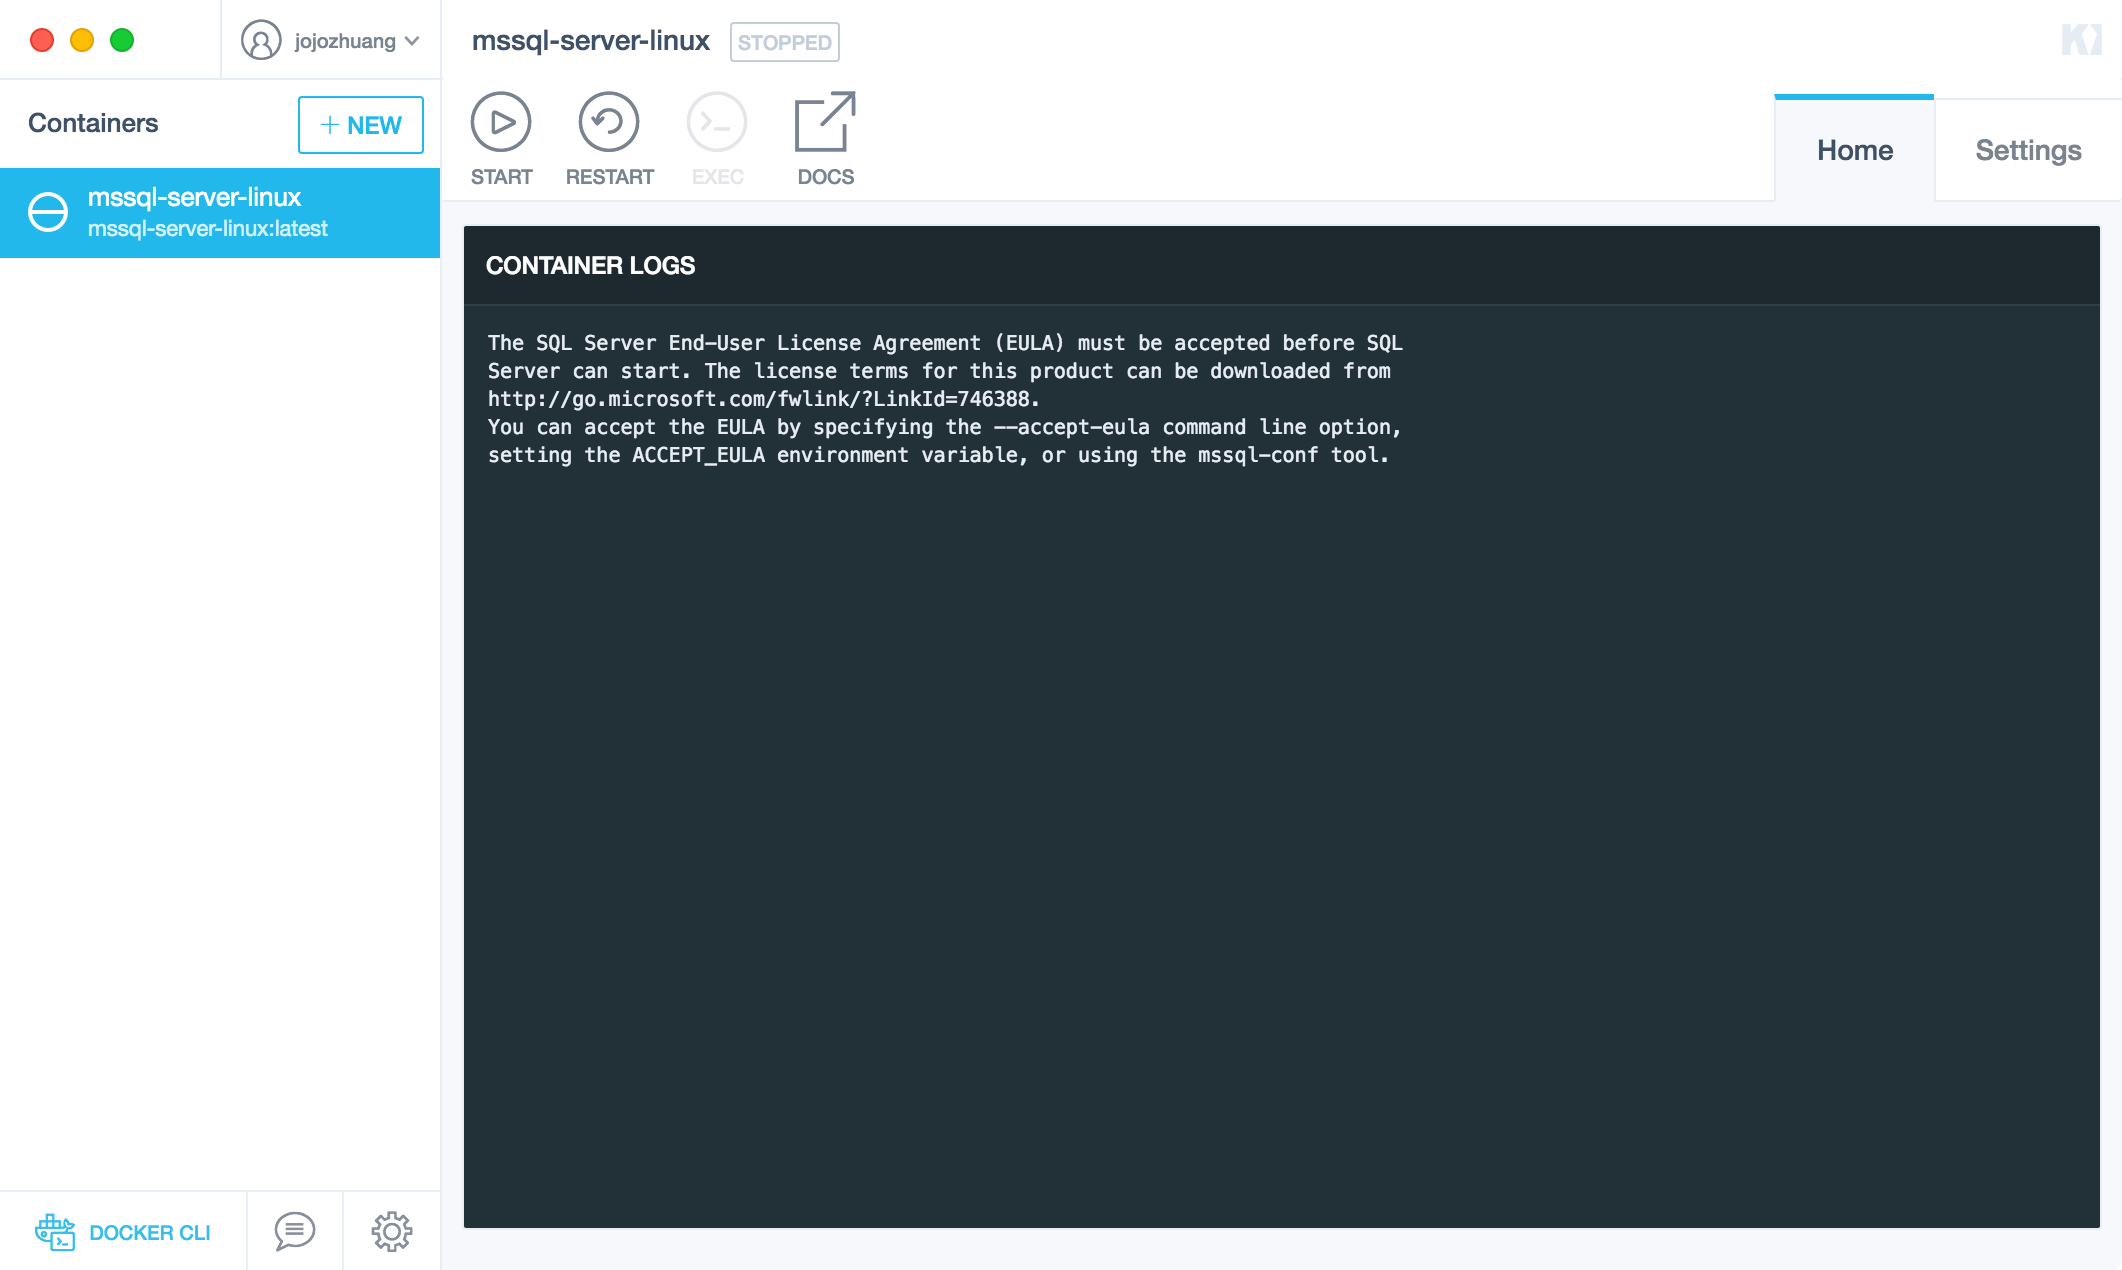 jojozhuang
mssql-server-linux STOPPED
Containers
+ NEW
START RESTART EXEC DOCS
Home Settings
mssql-server-linux
mssql-server-linux:latest
CONTAINER LOGS
The SQL Server End-User License Agreement (EULA) must be accepted before SQL
Server can start. The license terms for this product can be downloaded from
http://go.microsoft.com/fwlink/?LinkId=746388.
You can accept the EULA by specifying the --accept-eula command line option,
setting the ACCEPT_EULA environment variable, or using the mssql-conf tool.
DOCKER CLI